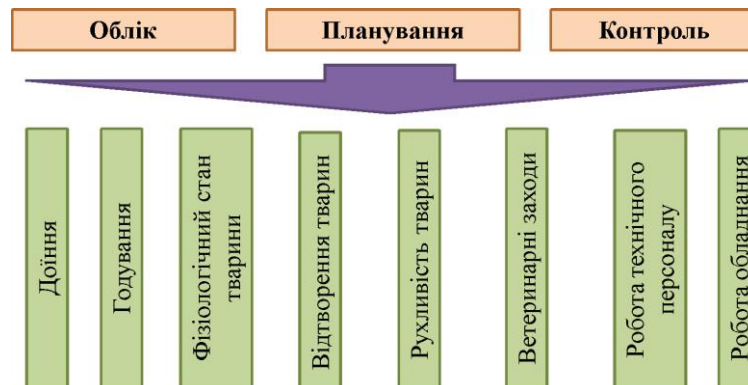 Облік
Планування
Контроль
Доїння
Годування
Фізіологічний стан
тварини
Відтворення тварин
Рухливість тварин
Ветеринарні заходи
Робота технічного
персоналу
Робота обладнання